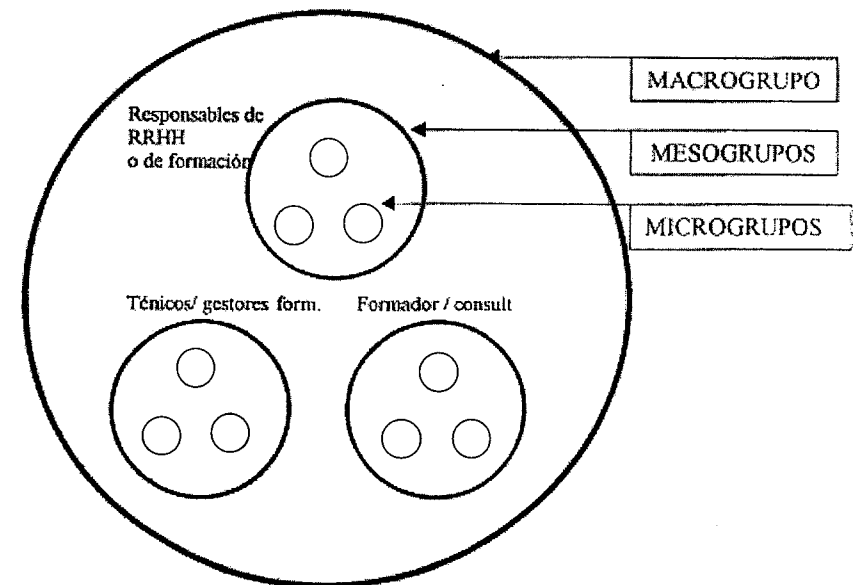 MACROGRUPO
Responsables de
RRHH
o de formación
MESOGRUPOS
MICROGRUPOS
Ténicos/ gestores form.
Formador / consult